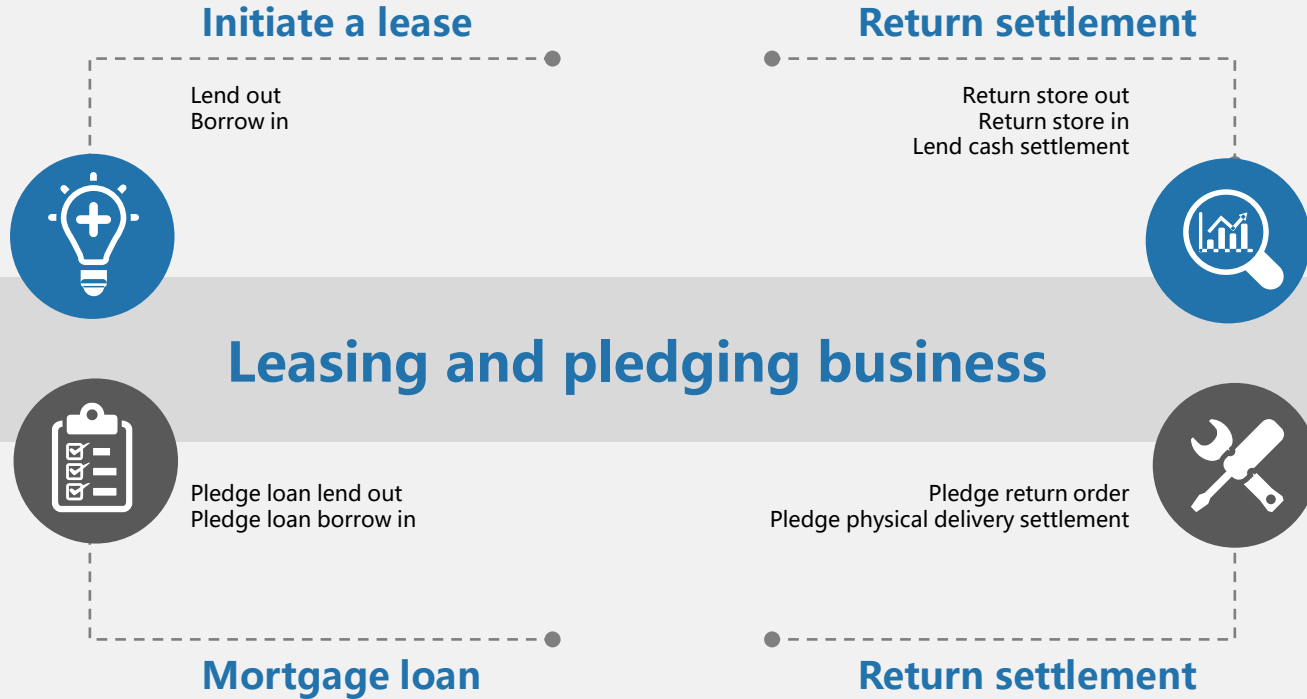 Initiate a lease
Lend out
Borrow in
Return settlement
Return store out
Return store in
Lend cash settlement
Leasing and pledging business
Pledge loan lend out
Pledge loan borrow in
Mortgage loan
Pledge return order
Pledge physical delivery settlement
Return settlement